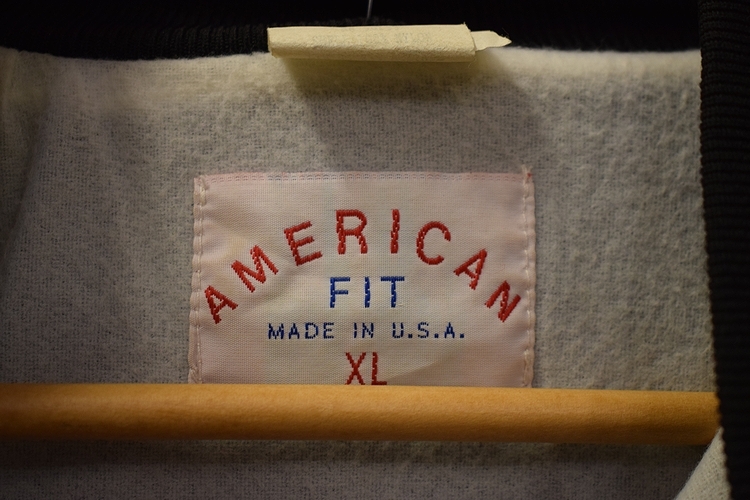 AMERICAN
FIT
MADE IN U.S.A.
XL